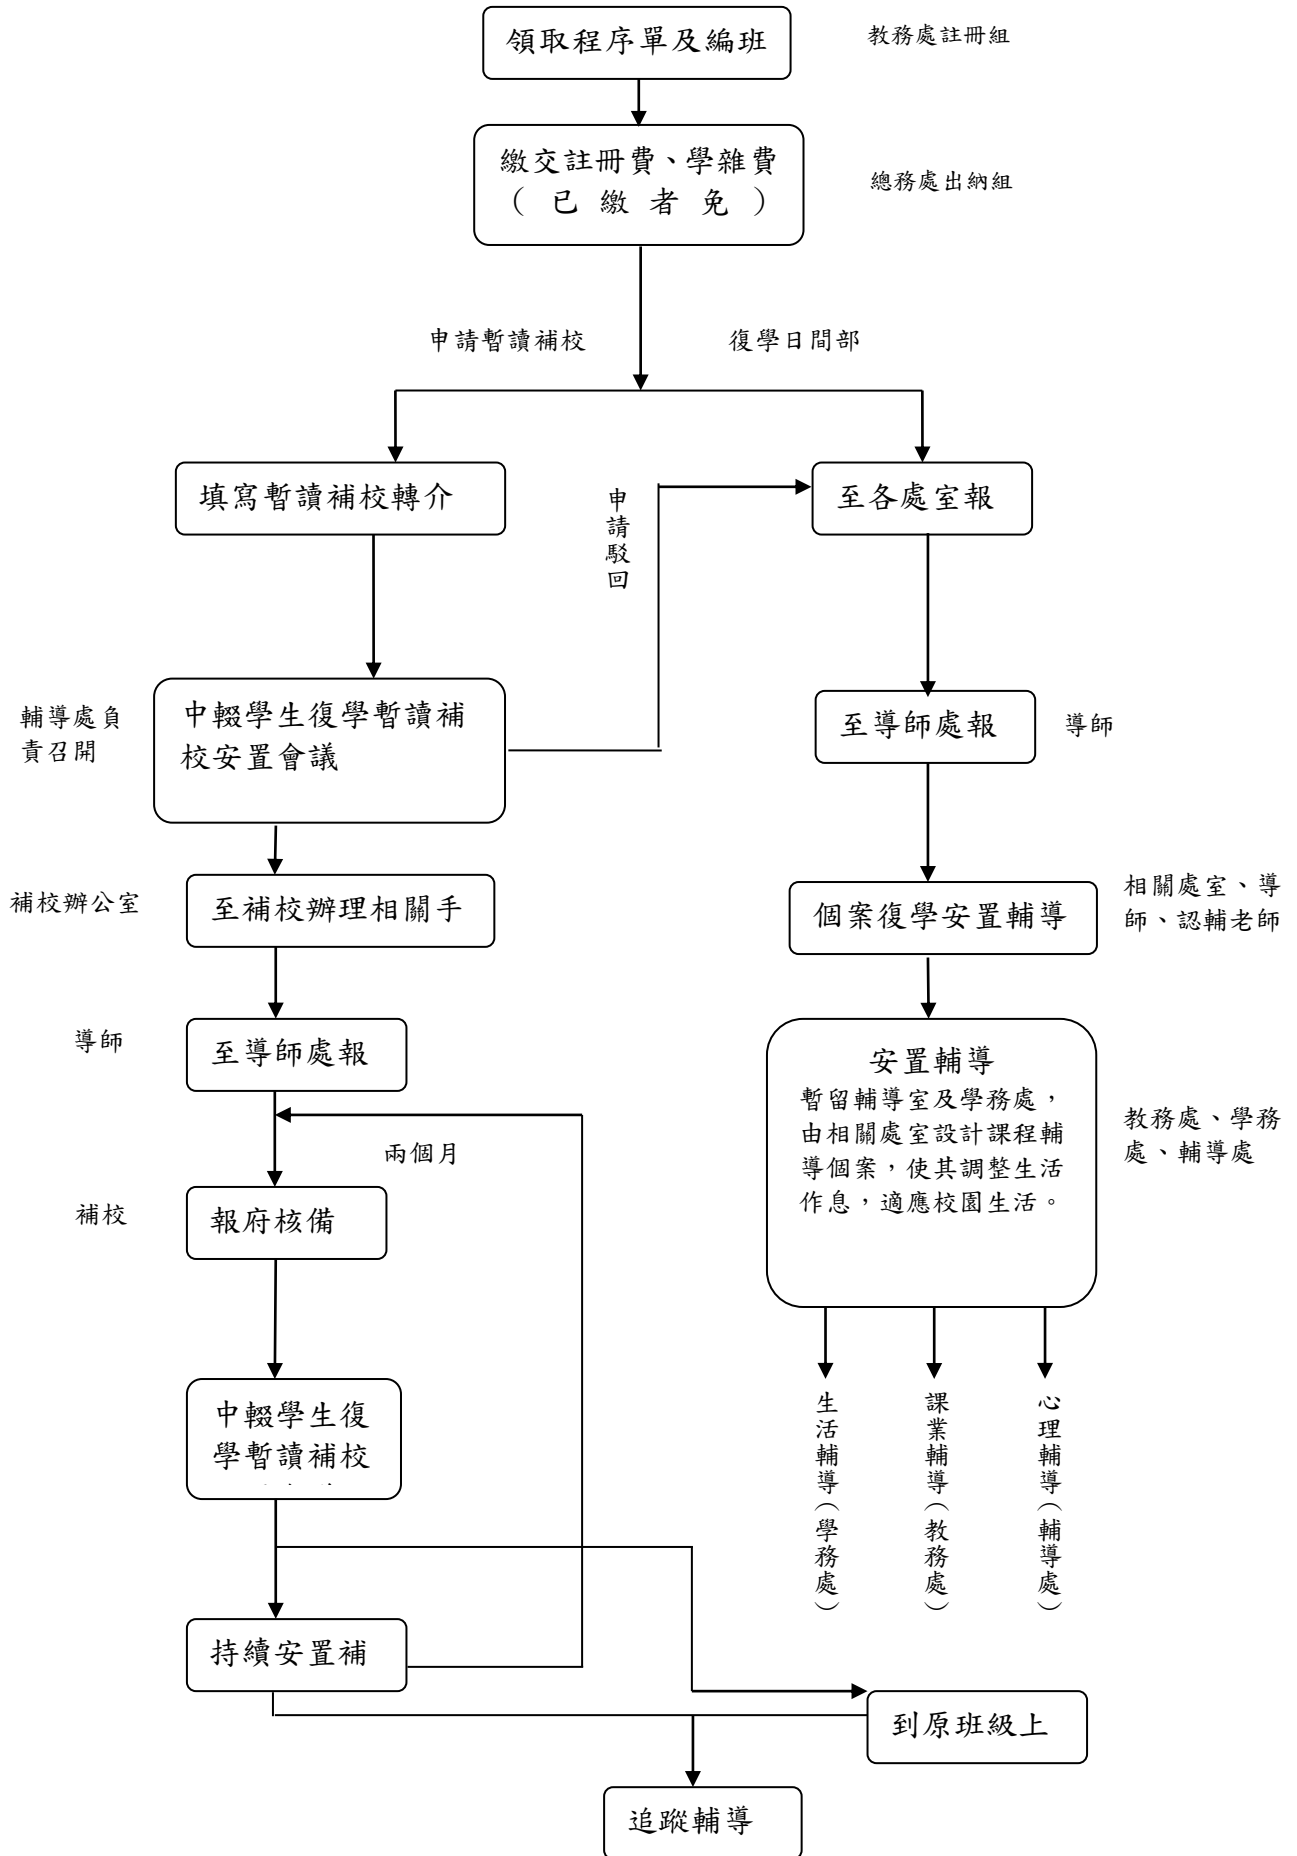 領取程序單及編班
教務處註冊組
繳交註冊費、學雜費
（已繳者免）
總務處出納組
申請暫讀補校
復學日間部
填寫暫讀補校轉介
申請駁回
至各處室報
輔導處負
責召開
中輟學生復學暫讀補
校安置會議
至導師處報
導師
補校辦公室
至補校辦理相關手
個案復學安置輔導
相關處室、導
師、認輔老師
導師
至導師處報
安置輔導
暫留輔導室及學務處，
由相關處室設計課程輔
導個案，使其調整生活
作息，適應校園生活。
教務處、學務
處、輔導處
兩個月
補校
報府核備
中輟學生復
學暫讀補校
生活輔導（學務處）
課業輔導（教務處）
心理輔導（輔導處）
持續安置補
到原班級上
追蹤輔導